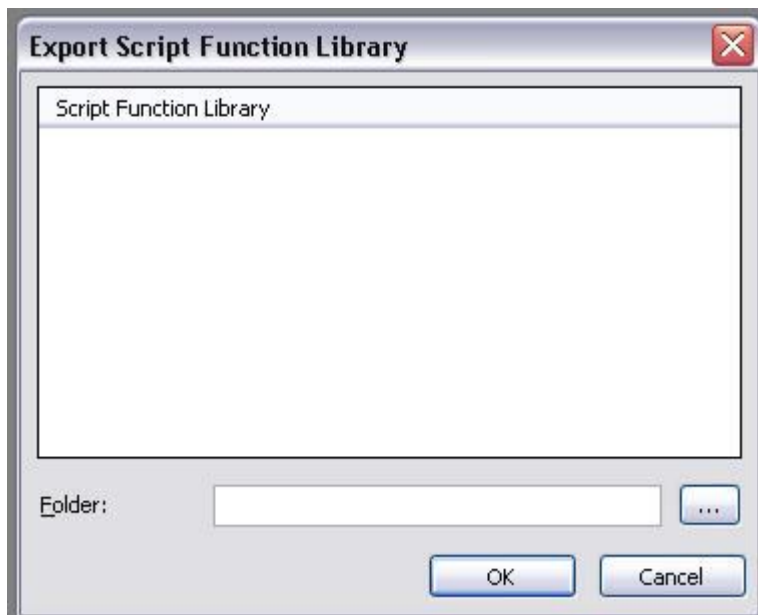 Export Script Function Library
Script Function Library
Folder:
...
OK
Cancel